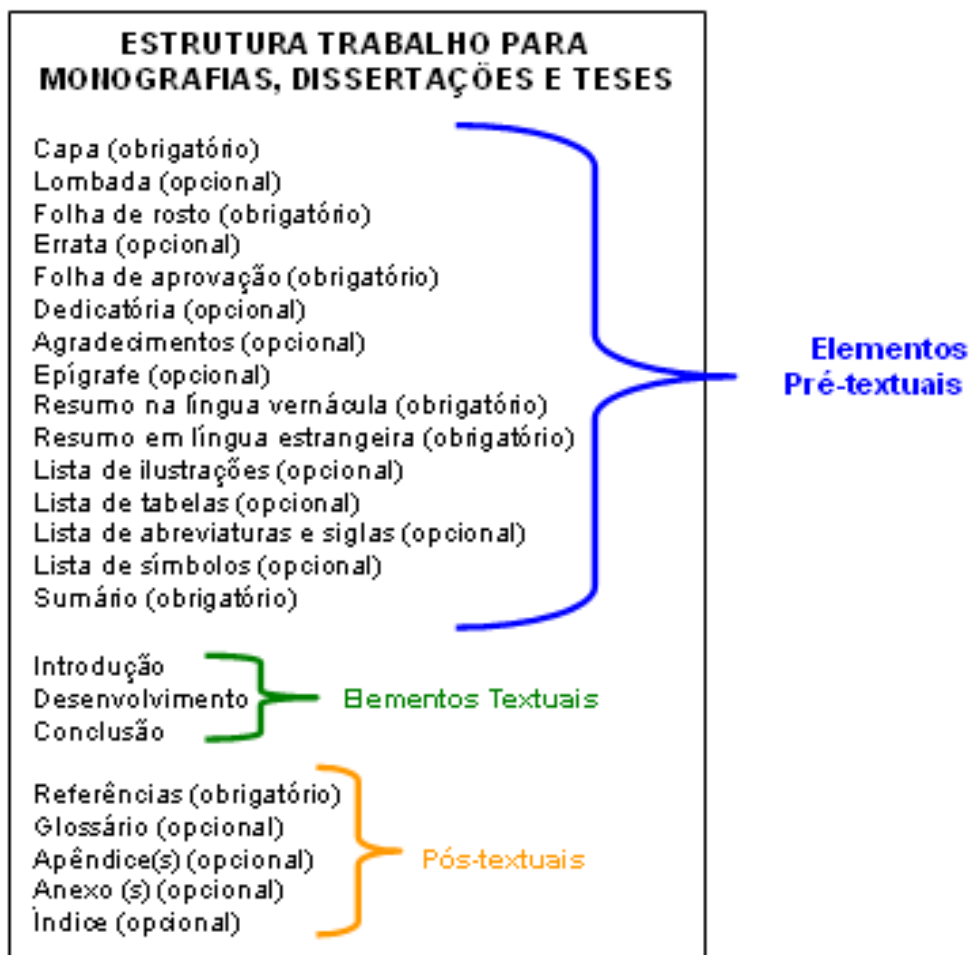 ESTRUTURA TRABALHO PARA
MONOGRAFIAS, DISSERTAÇÕES E TESES
Capa (obrigatório)
Lombada (opcional)
Folha de rosto (obrigatório)
Errata (opcional)
Folha de aprovação (obrigatório)
Dedicatória (opcional)
Agradecimentos (opcional)
Epígrafe (opcional)
Resumo na língua vernácula (obrigatório)
Resumo em língua estrangeira (obrigatório)
Lista de ilustrações (opcional)
Lista de tabelas (opcional)
Lista de abreviaturas e siglas (opcional)
Lista de símbolos (opcional)
Sumário (obrigatório)
Elementos
Pré-textuais
Introdução
Desenvolvimento
Conclusão
Elementos Textuais
Referências (obrigatório)
Glossário (opcional)
Apêndice(s) (opcional)
Anexo (s) (opcional)
Índice (opcional)
Pós-textuais